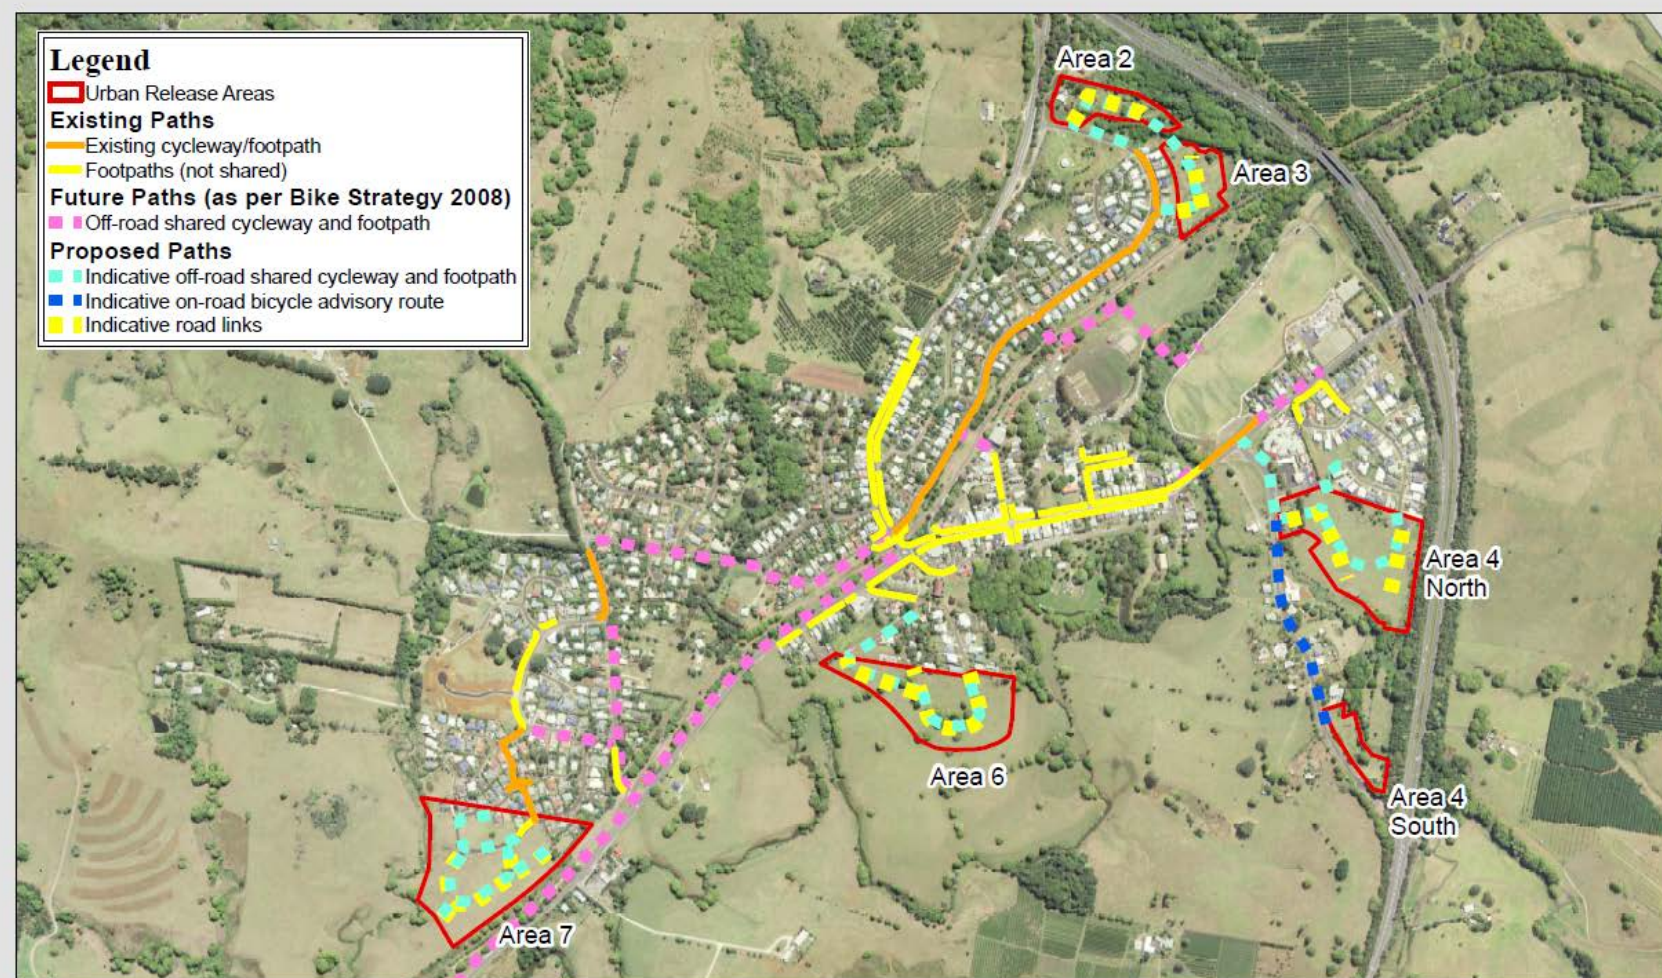 Legend
Urban Release Areas
Existing Paths
Existing cycleway/footpath
Footpaths (not shared)
Future Paths (as per Bike Strategy 2008)
Off-road shared cycleway and footpath
Proposed Paths
Indicative off-road shared cycleway and footpath
Indicative on-road bicycle advisory route
Indicative road links
Area 2
Area 3
Area 4
North
Area 6
Area 4
South
Area 7